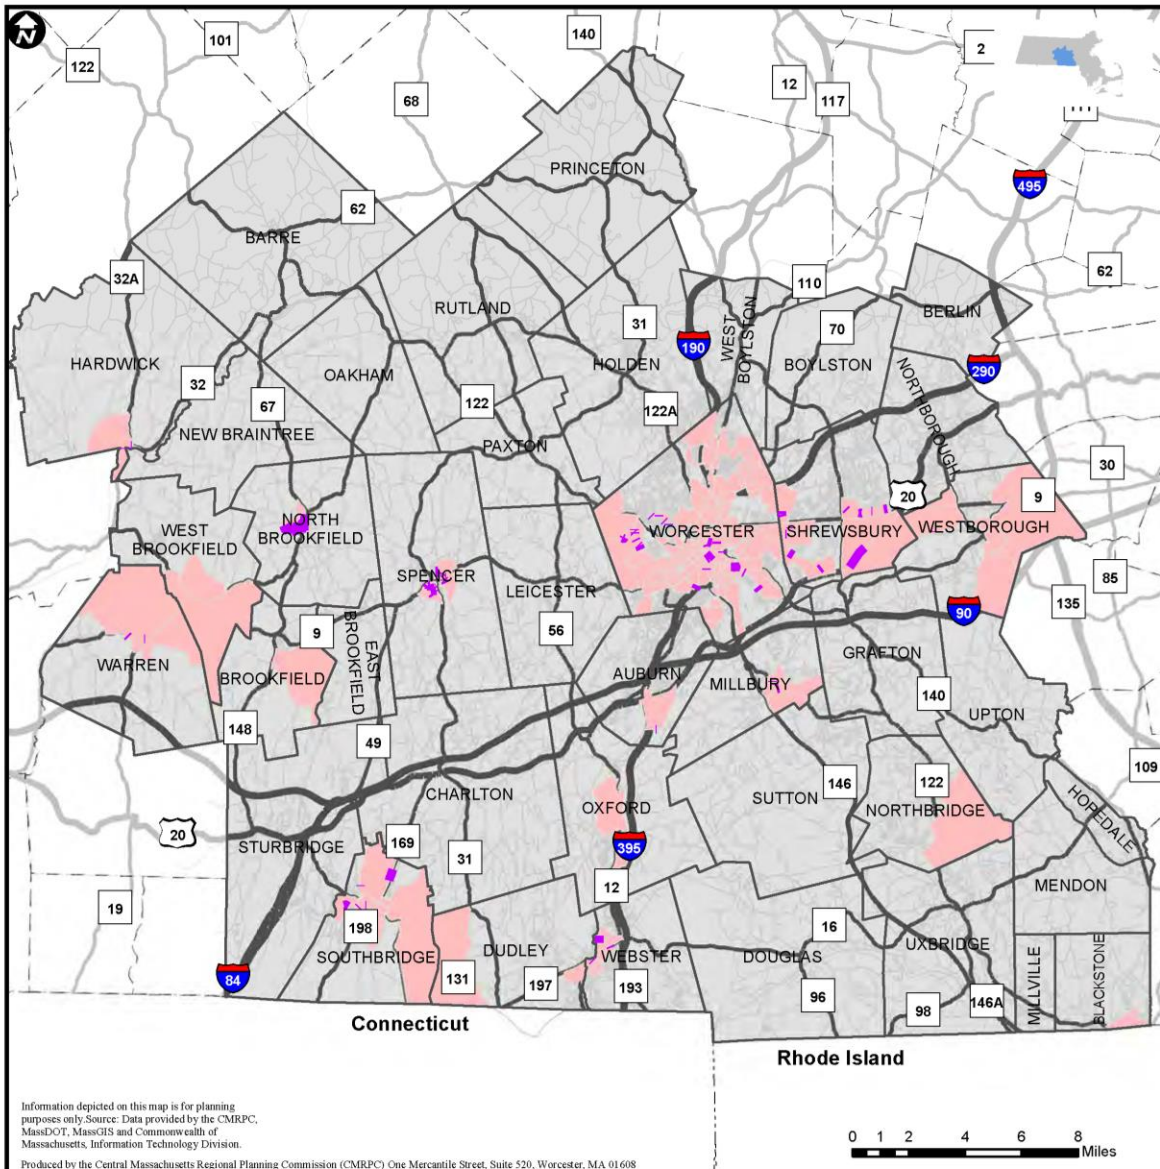 N
101
140
2
122
12
68
117
495
PRINCETON
62
BARRE
32A
62
110
RUTLAND
BERLIN
31
70
190
WEST
BOYLSTON
HARDWICK
HOLDEN
BOYLSTON
OAKHAM
290
32
NORTHBOROUGH
67
122
122A
NEW BRAINTREE
PAXTON
30
20
9
NORTH
BROOKFIELD
WEST
BROOKFIELD
WORCESTER
SHREWSBURY
WESTBOROUGH
SPENCER
LEICESTER
85
135
90
9
56
EAST
BROOKFIELD
GRAFTON
WARREN
BROOKFIELD
AUBURN
MILLBURY
140
UPTON
148
49
109
146
122
CHARLTON
OXFORD
SUTTON
NORTHBRIDGE
HOPEDALE
20
STURBRIDGE
169
31
395
12
MENDON
19
198
16
SOUTHBRIDGE
DUDLEY
WEBSTER
DOUGLAS
UXBRIDGE
84
131
197
193
96
98
146A
MILLVILLE
BLACKSTONE
Connecticut
Rhode Island
Information depicted on this map is for planning
purposes only.Source: Data provided by the CMRPC,
MassDOT, MassGIS and Commonwealth of
Massachusetts, Information Technology Division.
Produced by the Central Massachusetts Regional Planning Commission (CMRPC) One Mercantile Street, Suite 520, Worcester, MA 01608
0 1 2 4 6 8
Miles